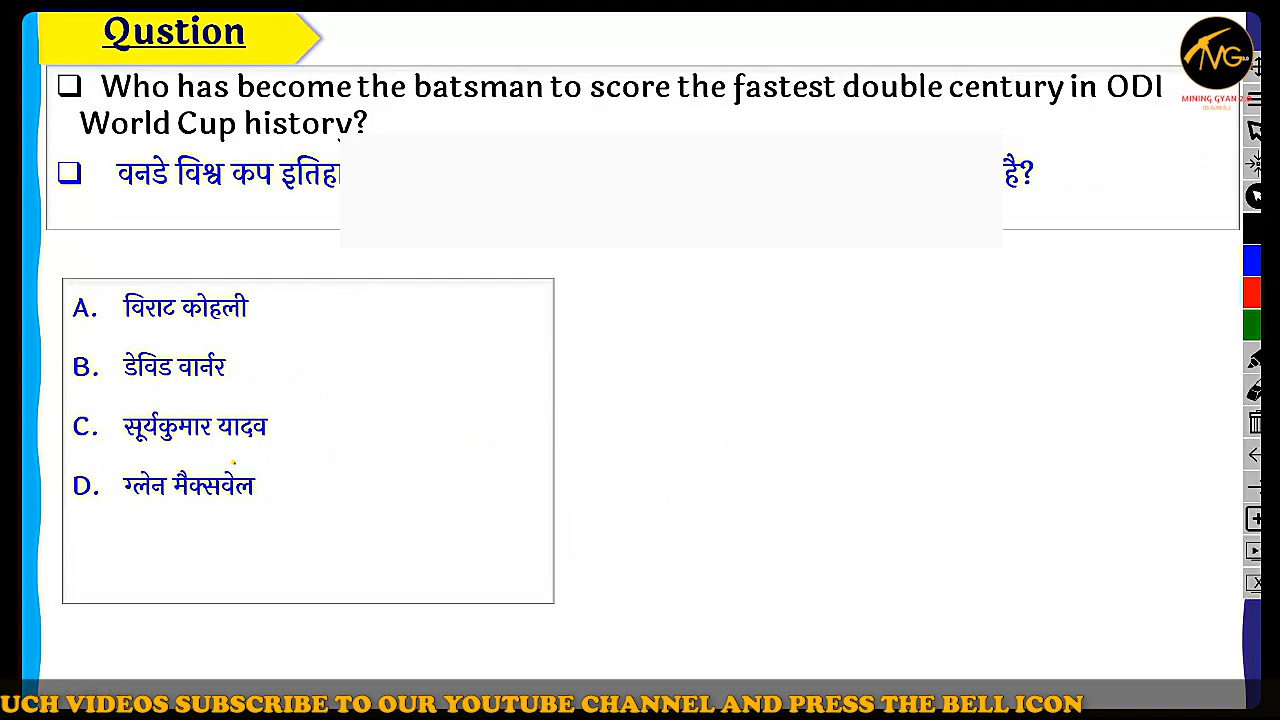 Qustion
Who has become the batsman to score the fastest double century in ODI
World Cup history?
वनडे विश्व कप है?
A. विराट कोहली
B. डेविड वार्नर
C. सूर्यकुमार यादव
D. ग्लेन मैक्सवेल
MINING GYAN 2.0
(D.G.M.S.)
UCH VIDEOS SUBSCRIBE TO OUR YOUTUBE CHANNEL AND PRESS THE BELL ICON